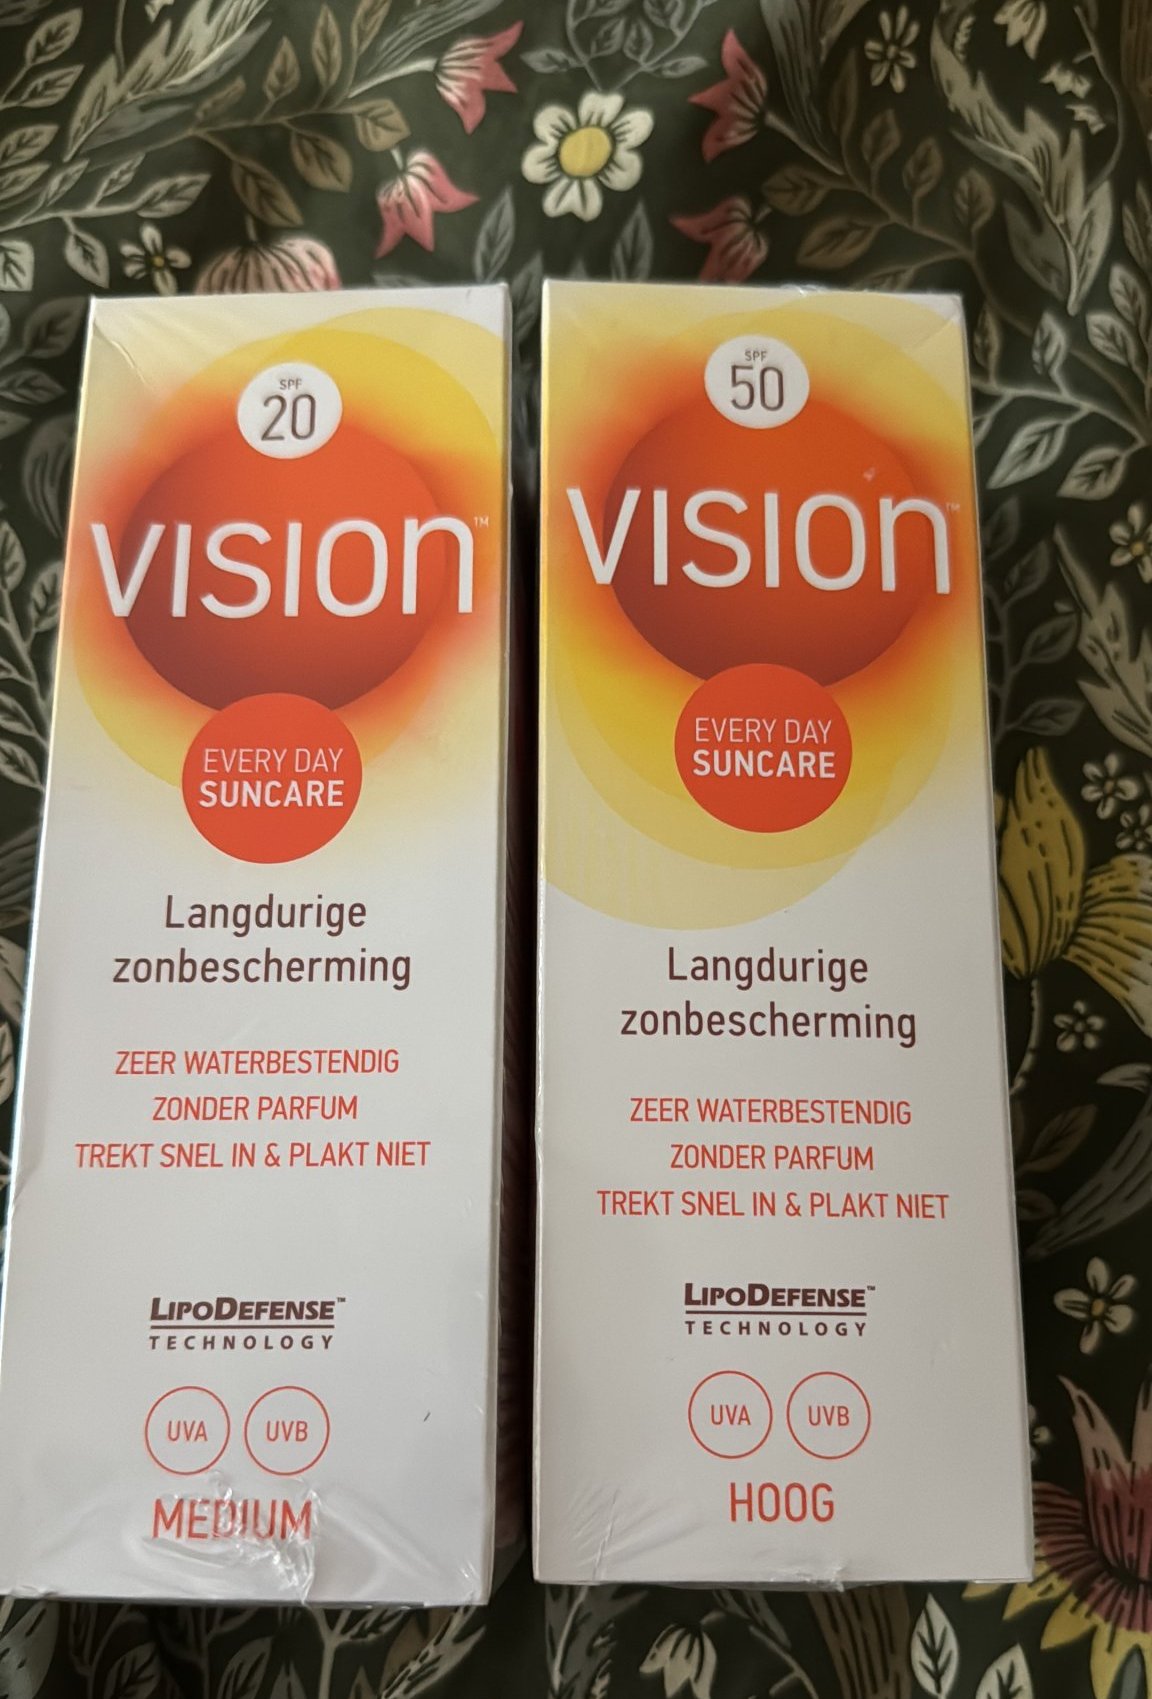 SPF
20
VISION™
EVERY DAY
SUNCARE
Langdurige
zonbescherming
ZEER WATERBESTENDIG
ZONDER PARFUM
TREKT SNEL IN & PLAKT NIET
LIPODEFENSE™
TECHNOLOGY
UVA UVB
MEDIUM
SPF
50
VISION™
EVERY DAY
SUNCARE
Langdurige
zonbescherming
ZEER WATERBESTENDIG
ZONDER PARFUM
TREKT SNEL IN & PLAKT NIET
LIPODEFENSE™
TECHNOLOGY
UVA UVB
HOOG